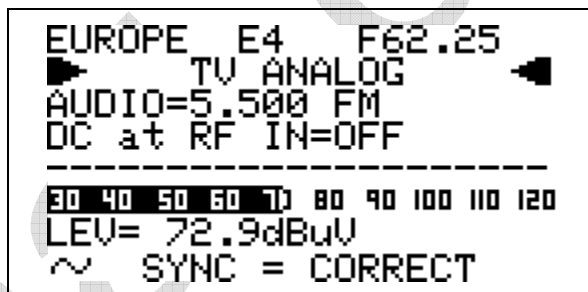 EUROPE E4 F62.25
TV ANALOG
AUDIO=5.500 FM
DC at RF IN=OFF
-----------------------
30 40 50 60 70 80 90 100 110 120
LEV= 72.9dBuV
~ SYNC = CORRECT